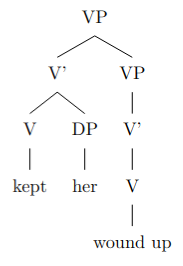 VP
V' VP
V DP V'
kept her V
wound up